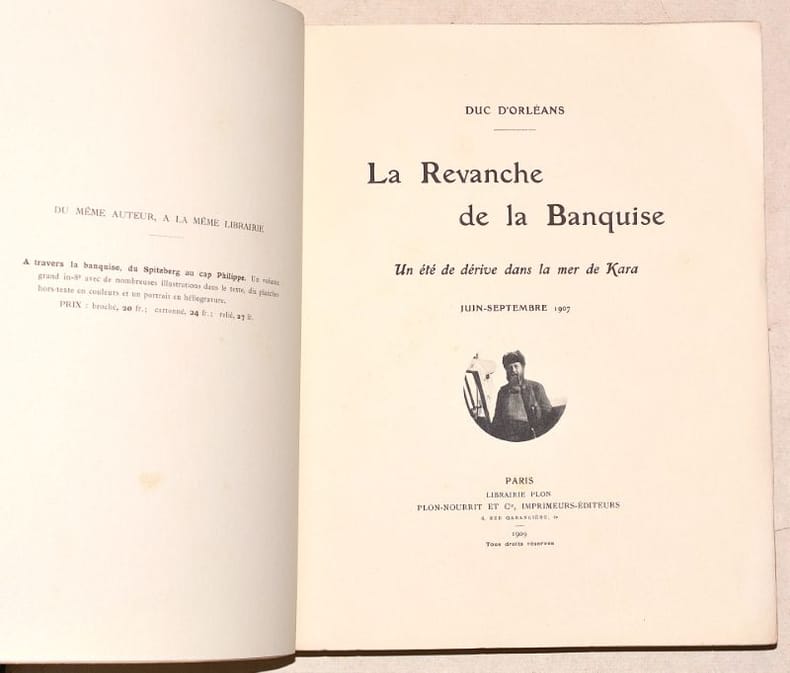 DU MÊME AUTEUR, A LA MÊME LIBRAIRIE
A travers la banquise, du Spitzberg au cap Philippe. Un volume
grand in-8° avec de nombreuses illustrations dans le texte, dix planches
hors-texte en couleurs et un portrait en héliogravure.
PRIX : broché, 20 fr.; cartonné, 24 fr.; relié, 27 fr.
DUC D'ORLÉANS
La Revanche
de la Banquise
Un été de dérive dans la mer de Kara
JUIN-SEPTEMBRE 1907
PARIS
LIBRAIRIE PLON
PLON-NOURRIT ET Cie, IMPRIMEURS-ÉDITEURS
RUE GARANCIÈRE
1909
Tous droits réservés